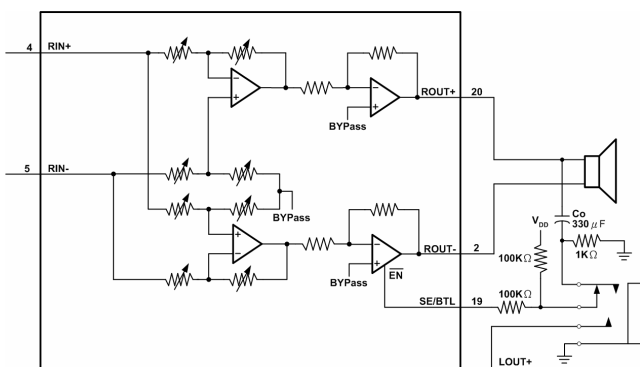 4 RIN+
−
+
−
+
ROUT+ 20
BYPass
5 RIN-
BYPass
+
−
−
+
ROUT- 2
BYPass
EN
SE/BTL 19
V_DD
Co
330 μF
100KΩ
1KΩ
100KΩ
LOUT+